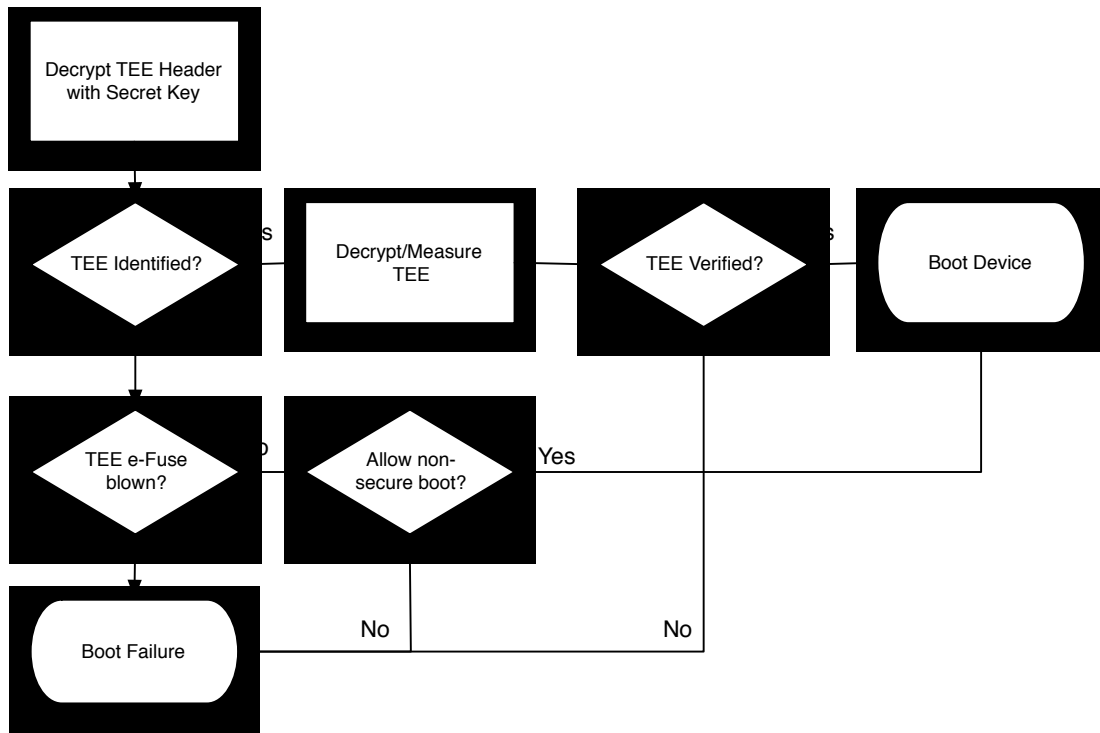 Decrypt TEE Header
with Secret Key
TEE Identified?
s
Decrypt/Measure
TEE
TEE Verified?
s
Boot Device
TEE e-Fuse
blown?
o
Allow non-
secure boot?
Yes
Boot Failure
No
No